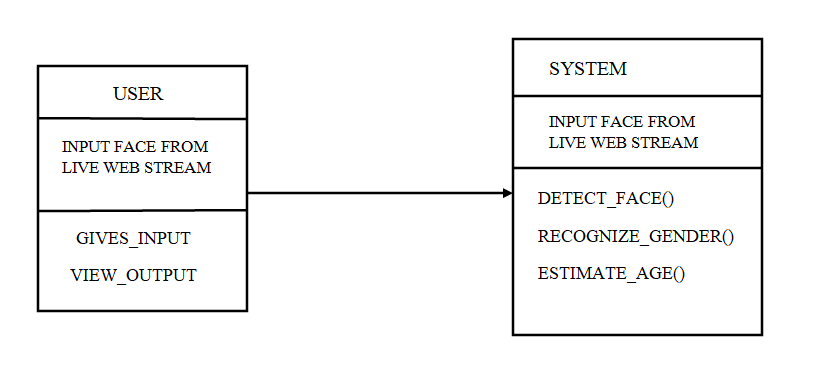 USER
INPUT FACE FROM
LIVE WEB STREAM
GIVES_INPUT
VIEW_OUTPUT
SYSTEM
INPUT FACE FROM
LIVE WEB STREAM
DETECT_FACE()
RECOGNIZE_GENDER()
ESTIMATE_AGE()